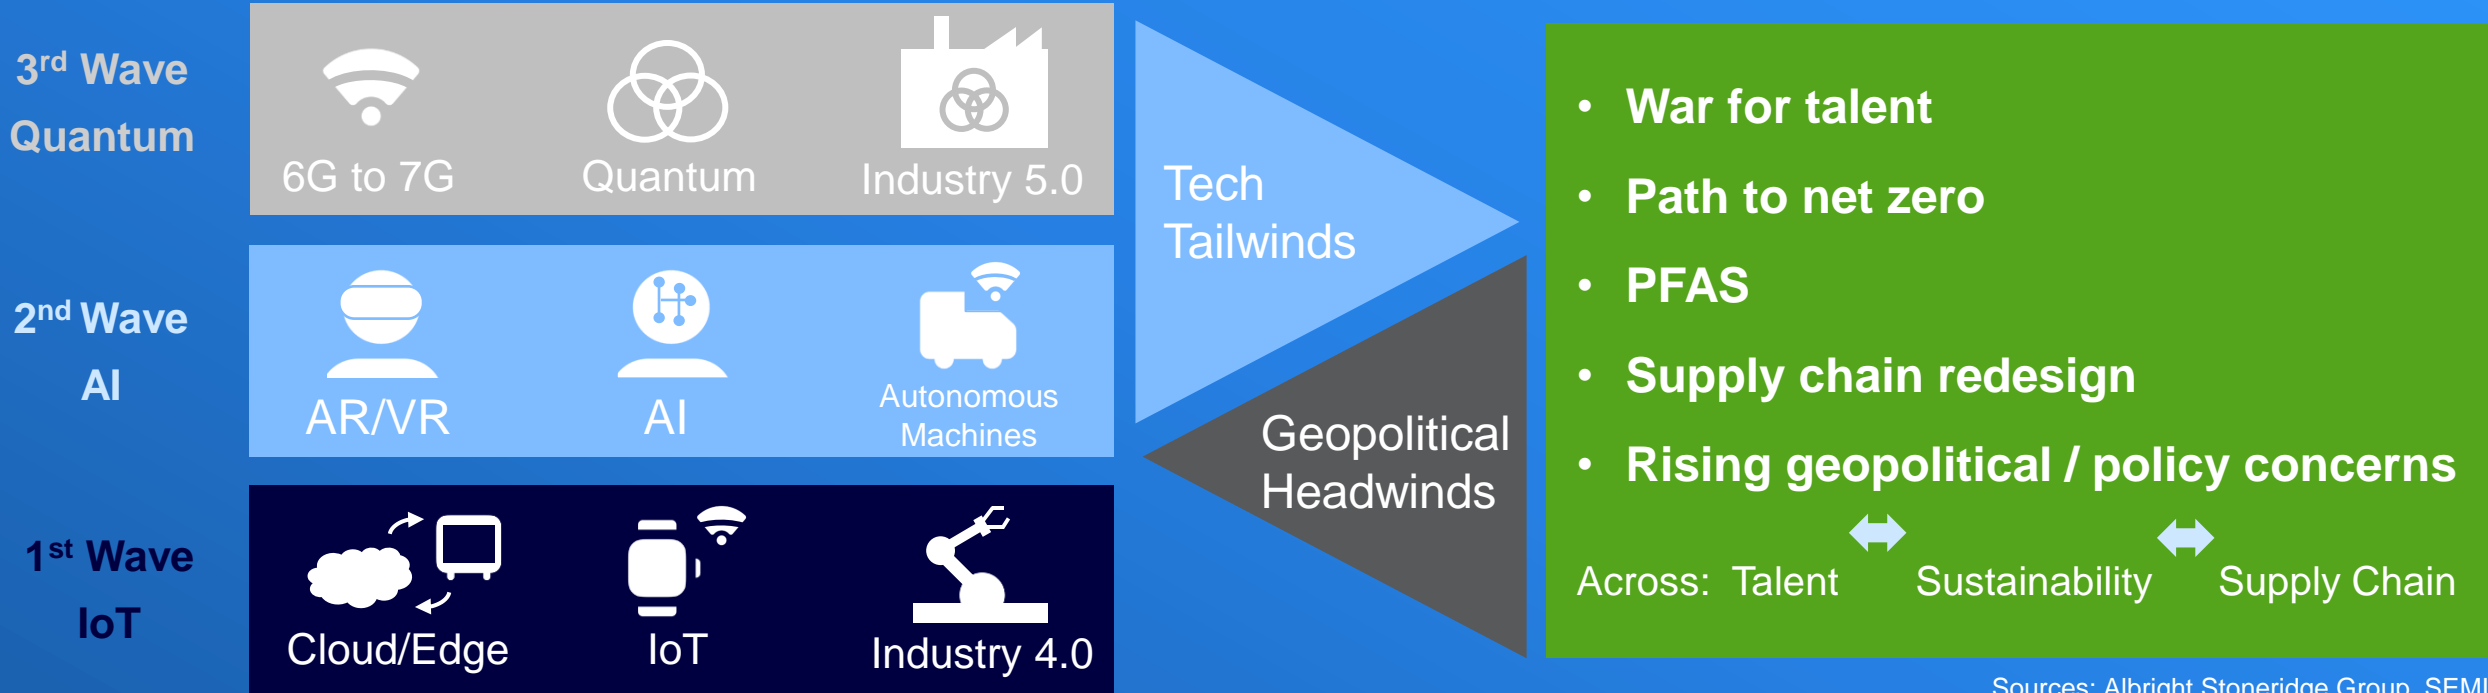 3rd Wave
Quantum
6G to 7G
Quantum
Industry 5.0
2nd Wave
AI
AR/VR
AI
Autonomous
Machines
1st Wave
IoT
Cloud/Edge
IoT
Industry 4.0
Tech
Tailwinds
Geopolitical
Headwinds
• War for talent
• Path to net zero
• PFAS
• Supply chain redesign
• Rising geopolitical / policy concerns
Across: Talent Sustainability Supply Chain
Sources: Albright Stoneridge Group, SEMI